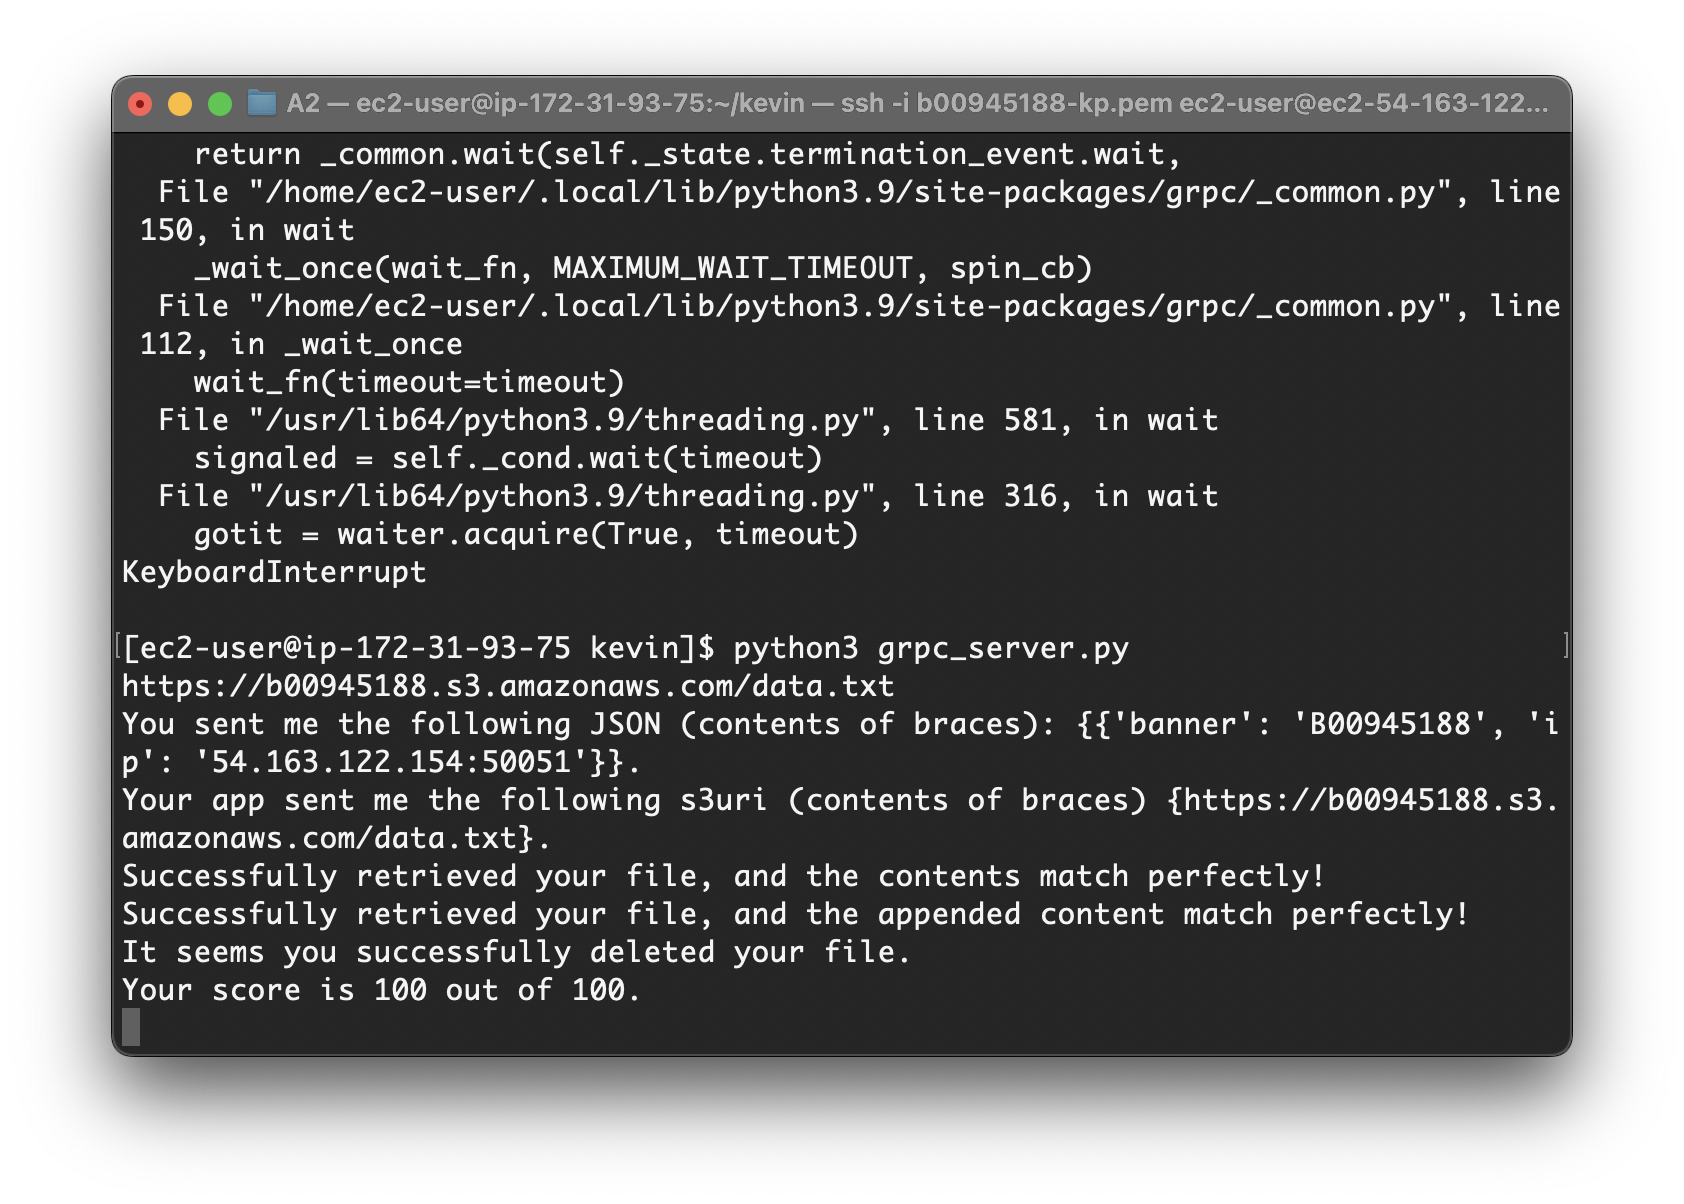 A2 — ec2-user@ip-172-31-93-75:~/kevin — ssh -i b00945188-kp.pem ec2-user@ec2-54-163-122...
    return _common.wait(self._state.termination_event.wait,
  File "/home/ec2-user/.local/lib/python3.9/site-packages/grpc/_common.py", line
 150, in wait
    _wait_once(wait_fn, MAXIMUM_WAIT_TIMEOUT, spin_cb)
  File "/home/ec2-user/.local/lib/python3.9/site-packages/grpc/_common.py", line
 112, in _wait_once
    wait_fn(timeout=timeout)
  File "/usr/lib64/python3.9/threading.py", line 581, in wait
    signaled = self._cond.wait(timeout)
  File "/usr/lib64/python3.9/threading.py", line 316, in wait
    gotit = waiter.acquire(True, timeout)
KeyboardInterrupt
[[ec2-user@ip-172-31-93-75 kevin]$ python3 grpc_server.py ]
https://b00945188.s3.amazonaws.com/data.txt
You sent me the following JSON (contents of braces): {{'banner': 'B00945188', 'i
p': '54.163.122.154:50051'}}.
Your app sent me the following s3uri (contents of braces) {https://b00945188.s3.
amazonaws.com/data.txt}.
Successfully retrieved your file, and the contents match perfectly!
Successfully retrieved your file, and the appended content match perfectly!
It seems you successfully deleted your file.
Your score is 100 out of 100.